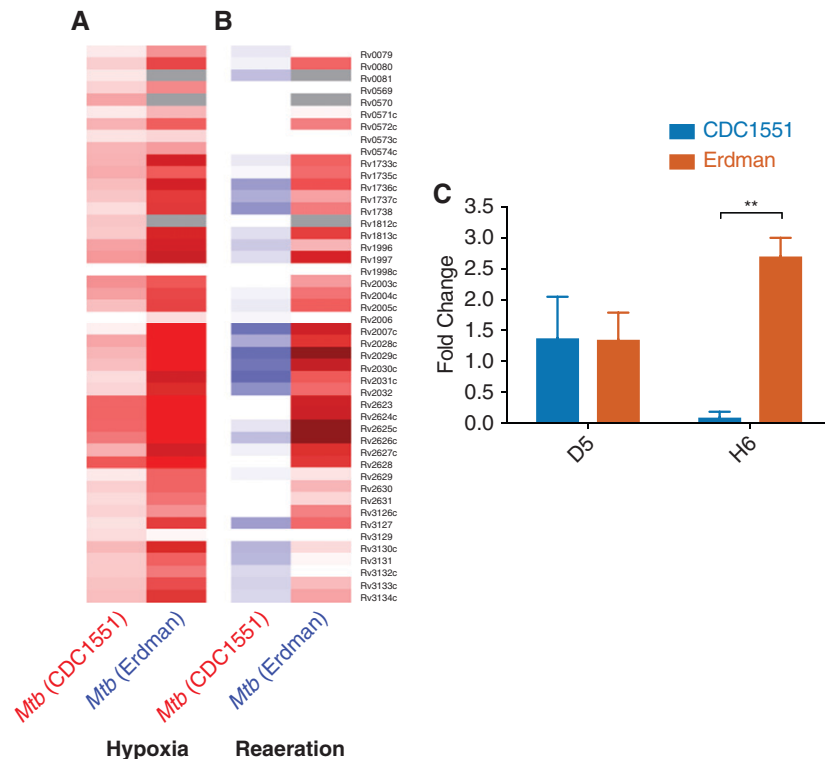 A
B
Rv0079
Rv0080
Rv0081
Rv0569
Rv0570
Rv0571c
Rv0572c
Rv0573c
Rv0574c
Rv1733c
Rv1735c
Rv1736c
Rv1737c
Rv1738
Rv1812c
Rv1813c
Rv1996
Rv1997
Rv1998c
Rv2003c
Rv2004c
Rv2005c
Rv2006
Rv2007c
Rv2028c
Rv2029c
Rv2030c
Rv2031c
Rv2032
Rv2623
Rv2624c
Rv2625c
Rv2626c
Rv2627c
Rv2628
Rv2629
Rv2630
Rv2631
Rv3126c
Rv3127
Rv3129
Rv3130c
Rv3131
Rv3132c
Rv3133c
Rv3134c
Mtb (CDC1551)
Mtb (Erdman)
Mtb (CDC1551)
Mtb (Erdman)
Hypoxia
Reaeration
CDC1551
Erdman
C
**
Fold Change
3.5
3.0
2.5
2.0
1.5
1.0
0.5
0.0
D5
H6